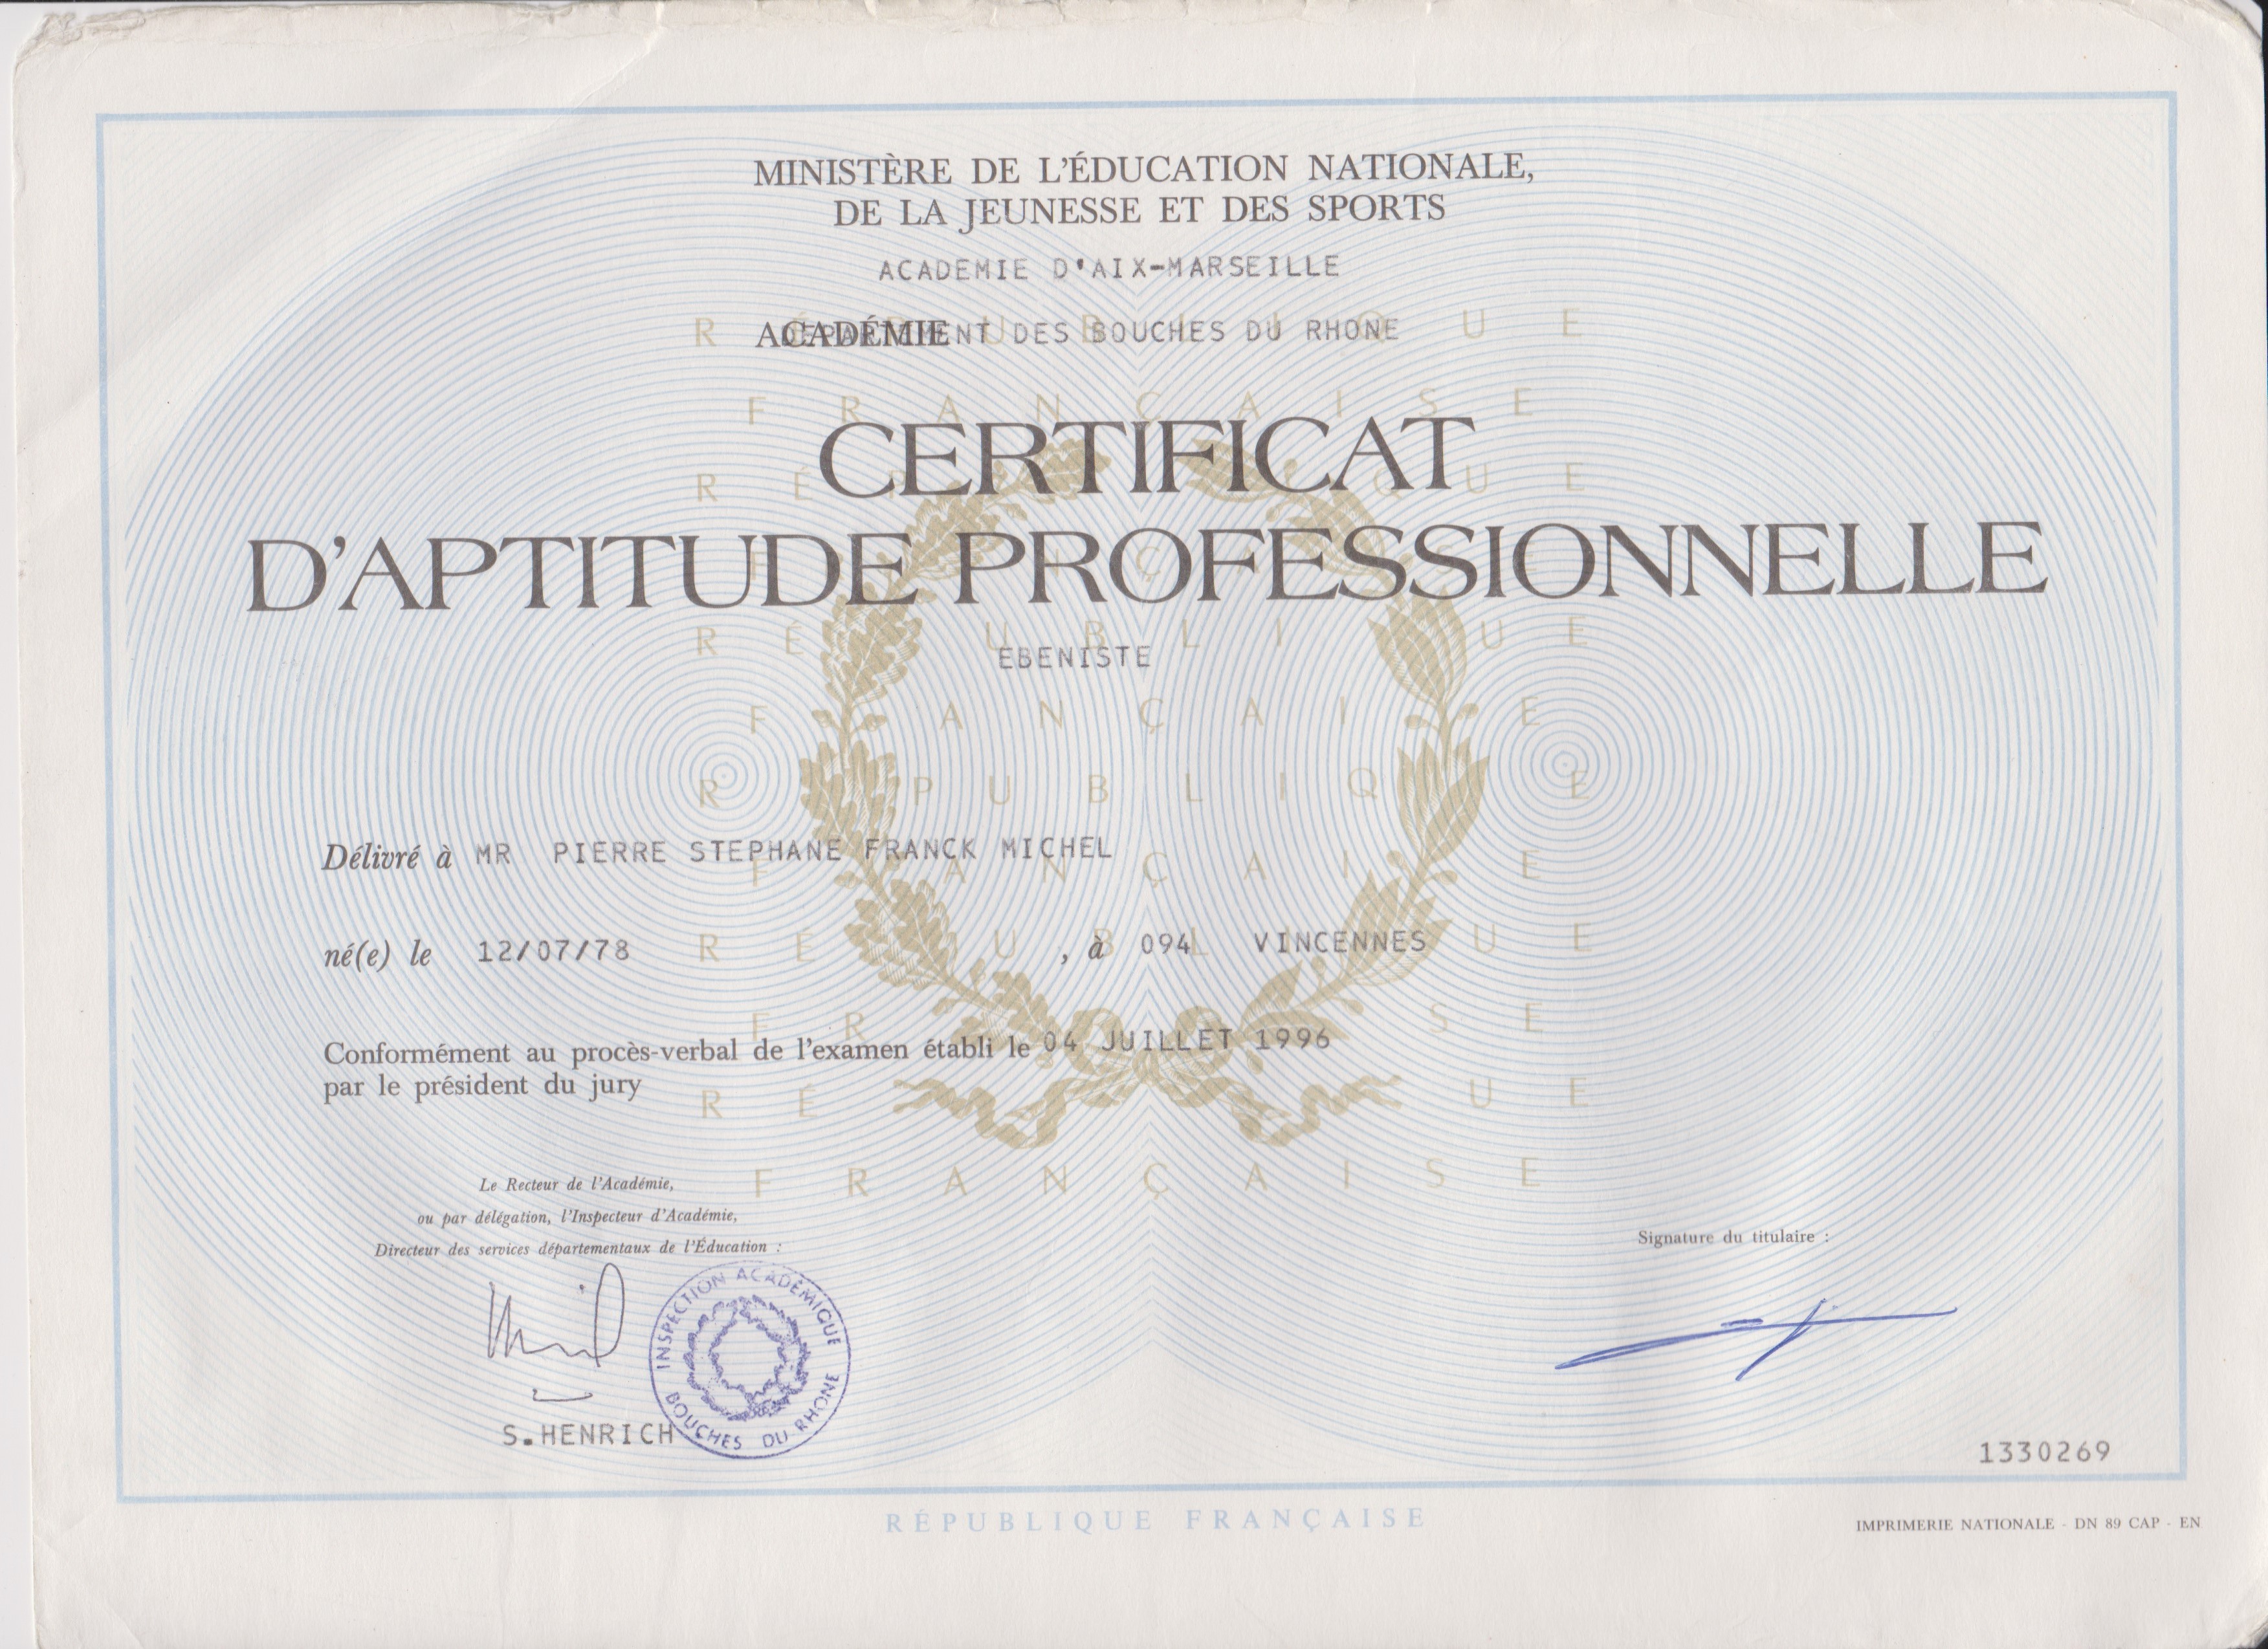 MINISTÈRE DE L'ÉDUCATION NATIONALE,
DE LA JEUNESSE ET DES SPORTS
ACADEMIE D'AIX-MARSEILLE
ACADÉMIE
DEPARTEMENT DES BOUCHES DU RHONE
CERTIFICAT
D'APTITUDE PROFESSIONNELLE
EBENISTE
Délivré à MR PIERRE STEPHANE FRANCK MICHEL
né(e) le 12/07/78 , à 094 VINCENNES
Conformément au procès-verbal de l'examen établi le 04 JUILLET 1996
par le président du jury
Le Recteur de l'Académie,
ou par délégation, l'Inspecteur d'Académie,
Directeur des services départementaux de l'Éducation :
Signature du titulaire :
INSPECTION ACADÉMIQUE
BOUCHES DU RHONE
S.HENRICH
1330269
RÉPUBLIQUE FRANÇAISE
IMPRIMERIE NATIONALE - DN 89 CAP - EN